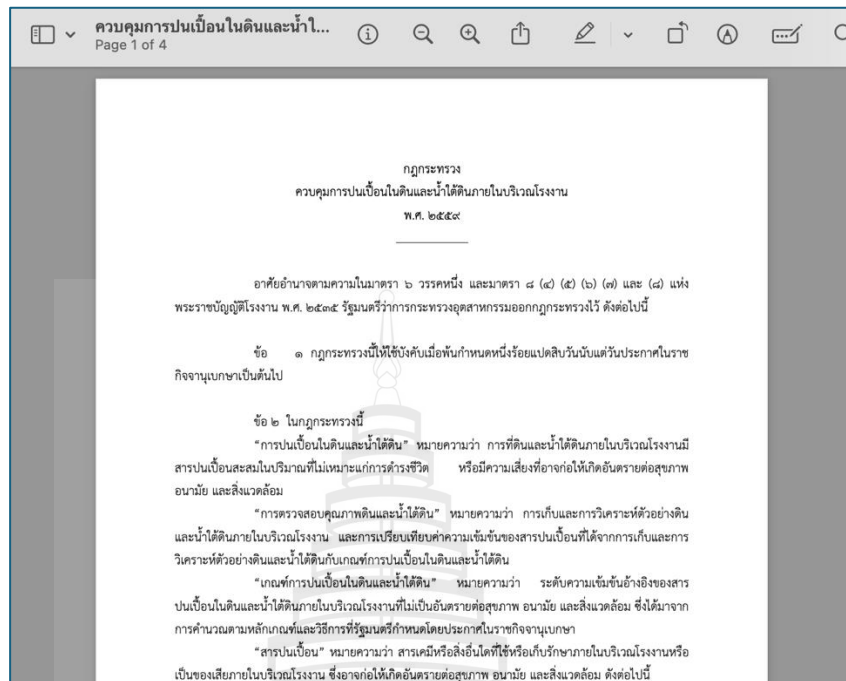 ควบคุมการปนเปื้อนในดินและน้ำใ...
Page 1 of 4
กฎกระทรวง
ควบคุมการปนเปื้อนในดินและน้ำใต้ดินภายในบริเวณโรงงาน
พ.ศ. ๒๕๕๙
อาศัยอำนาจตามความในมาตรา ๖ วรรคหนึ่ง และมาตรา ๘ (๔) (๕) (๖) (๗) และ (๘) แห่ง
พระราชบัญญัติโรงงาน พ.ศ. ๒๕๓๕ รัฐมนตรีว่าการกระทรวงอุตสาหกรรมออกกฎกระทรวงไว้ ดังต่อไปนี้
ข้อ ๑ กฎกระทรวงนี้ให้ใช้บังคับเมื่อพ้นกำหนดหนึ่งร้อยแปดสิบวันนับแต่วันประกาศในราช
กิจจานุเบกษาเป็นต้นไป
ข้อ ๒ ในกฎกระทรวงนี้
“การปนเปื้อนในดินและน้ำใต้ดิน” หมายความว่า การที่ดินและน้ำใต้ดินภายในบริเวณโรงงานมี
สารปนเปื้อนสะสมในปริมาณที่ไม่เหมาะแก่การดำรงชีวิต หรือมีความเสี่ยงที่อาจก่อให้เกิดอันตรายต่อสุขภาพ
อนามัย และสิ่งแวดล้อม
“การตรวจสอบคุณภาพดินและน้ำใต้ดิน” หมายความว่า การเก็บและการวิเคราะห์ตัวอย่างดิน
และน้ำใต้ดินภายในบริเวณโรงงาน และการเปรียบเทียบค่าความเข้มข้นของสารปนเปื้อนที่ได้จากการเก็บและการ
วิเคราะห์ตัวอย่างดินและน้ำใต้ดินกับเกณฑ์การปนเปื้อนในดินและน้ำใต้ดิน
“เกณฑ์การปนเปื้อนในดินและน้ำใต้ดิน” หมายความว่า ระดับความเข้มข้นอ้างอิงของสาร
ปนเปื้อนในดินและน้ำใต้ดินภายในบริเวณโรงงานที่ไม่เป็นอันตรายต่อสุขภาพ อนามัย และสิ่งแวดล้อม ซึ่งได้มาจาก
การคำนวณตามหลักเกณฑ์และวิธีการที่รัฐมนตรีกำหนดโดยประกาศในราชกิจจานุเบกษา
“สารปนเปื้อน” หมายความว่า สารเคมีหรือสิ่งอื่นใดที่ใช้หรือเก็บรักษาภายในบริเวณโรงงานหรือ
เป็นของเสียภายในบริเวณโรงงาน ซึ่งอาจก่อให้เกิดอันตรายต่อสุขภาพ อนามัย และสิ่งแวดล้อม ดังต่อไปนี้